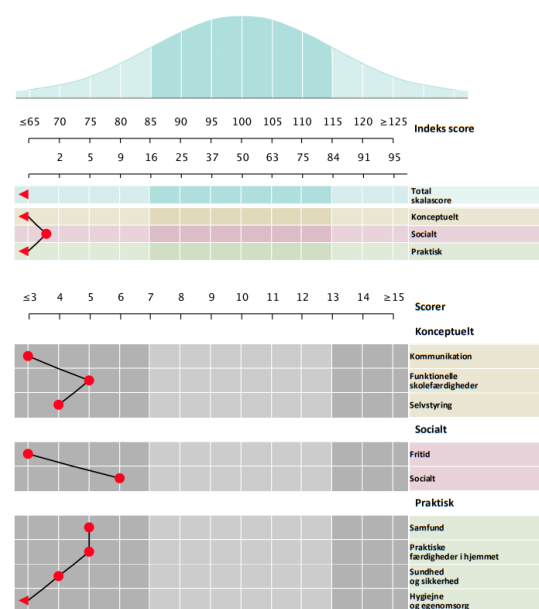 ≤65 70 75 80 85 90 95 100 105 110 115 120 ≥125
Indeks score
2 5 9 16 25 37 50 63 75 84 91 95
Total
skalascore
Konceptuelt
Socialt
Praktisk
≤3 4 5 6 7 8 9 10 11 12 13 14 ≥15
Scorer
Konceptuelt
Kommunikation
Funktionelle
skolefærdigheder
Selvstyring
Socialt
Fritid
Socialt
Praktisk
Samfund
Praktiske
færdigheder i hjemmet
Sundhed
og sikkerhed
Hygiejne
og egenomsorg